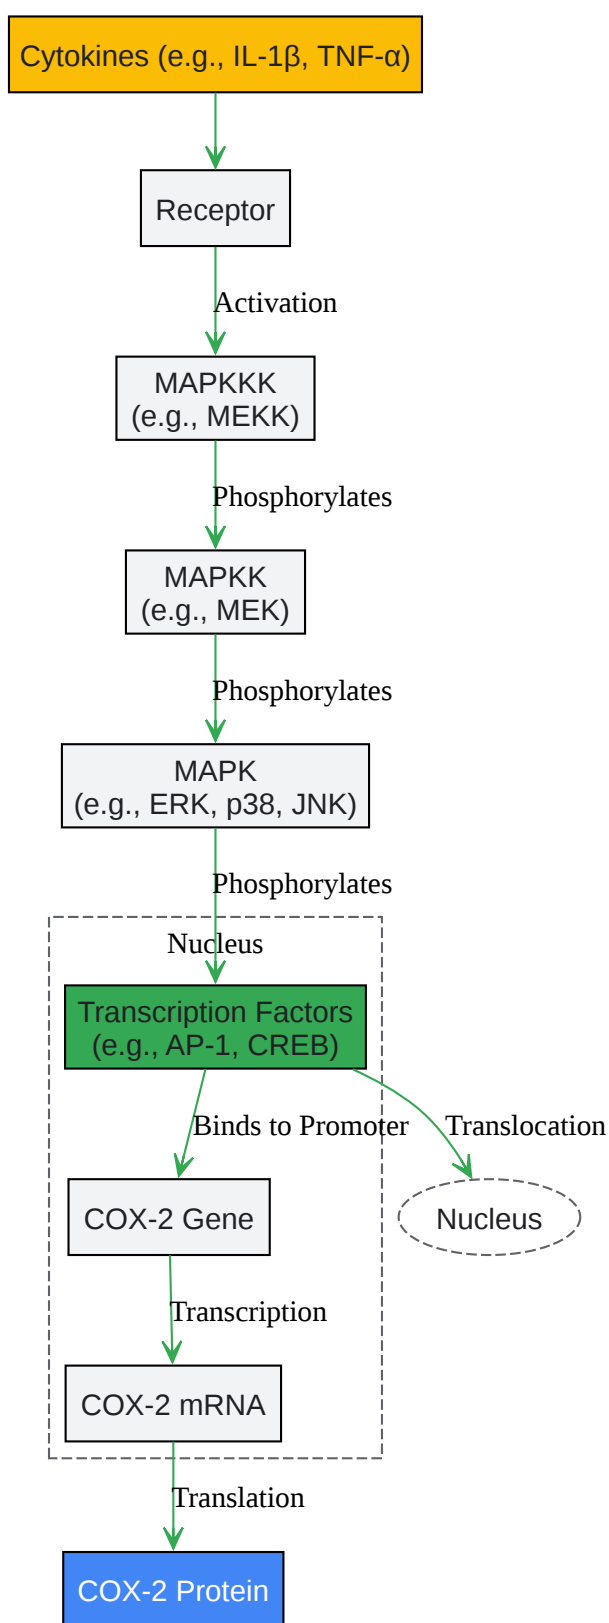 Cytokines (e.g., IL-1β, TNF-α)
Receptor
Activation
MAPKKK
(e.g., MEKK)
Phosphorylates
MAPKK
(e.g., MEK)
Phosphorylates
MAPK
(e.g., ERK, p38, JNK)
Phosphorylates
Nucleus
Transcription Factors
(e.g., AP-1, CREB)
Binds to Promoter
Translocation
COX-2 Gene
Nucleus
Transcription
COX-2 mRNA
Translation
COX-2 Protein